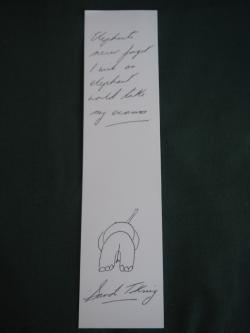 Elephants
never forget
I wish an
elephant
would take
my exams